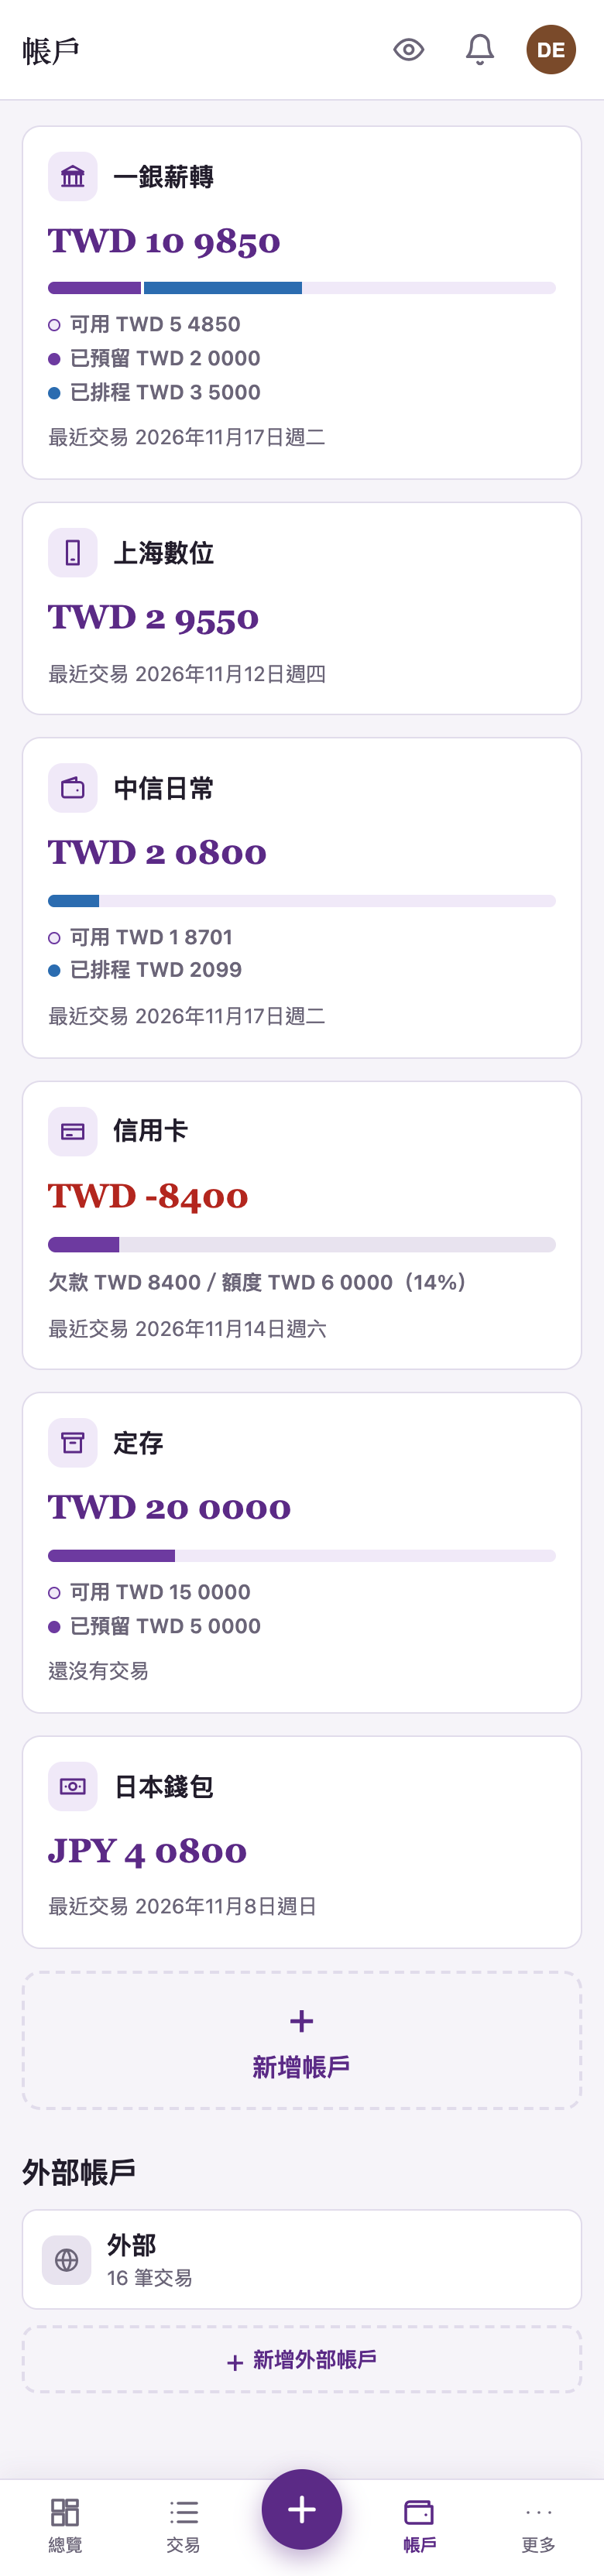 帳戶
DE
一銀薪轉
TWD 10 9850
可用 TWD 5 4850
已預留 TWD 2 0000
已排程 TWD 3 5000
最近交易 2026年11月17日週二
上海數位
TWD 2 9550
最近交易 2026年11月12日週四
中信日常
TWD 2 0800
可用 TWD 1 8701
已排程 TWD 2099
最近交易 2026年11月17日週二
信用卡
TWD -8400
欠款 TWD 8400 / 額度 TWD 6 0000（14%）
最近交易 2026年11月14日週六
定存
TWD 20 0000
可用 TWD 15 0000
已預留 TWD 5 0000
還沒有交易
日本錢包
JPY 4 0800
最近交易 2026年11月8日週日
+
新增帳戶
外部帳戶
外部
16 筆交易
+ 新增外部帳戶
總覽
交易
帳戶
更多